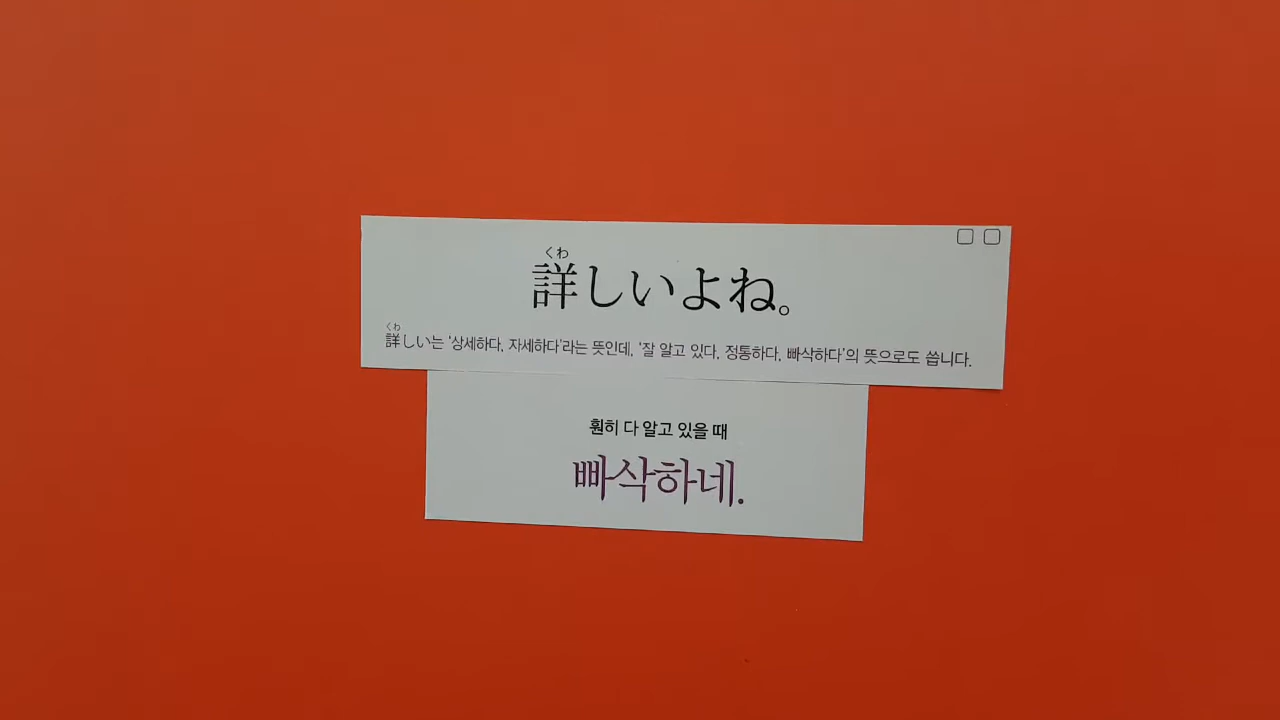 くわ
詳しいよね。
くわ
詳しい는 '상세하다, 자세하다'라는 뜻인데, '잘 알고 있다, 정통하다, 빠삭하다'의 뜻으로도 씁니다.
훤히 다 알고 있을 때
빠삭하네.